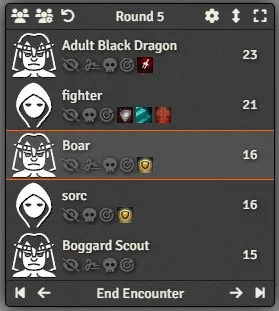 Round 5
Adult Black Dragon 23
fighter 21
Boar 16
sorc 16
Boggard Scout 15
End Encounter